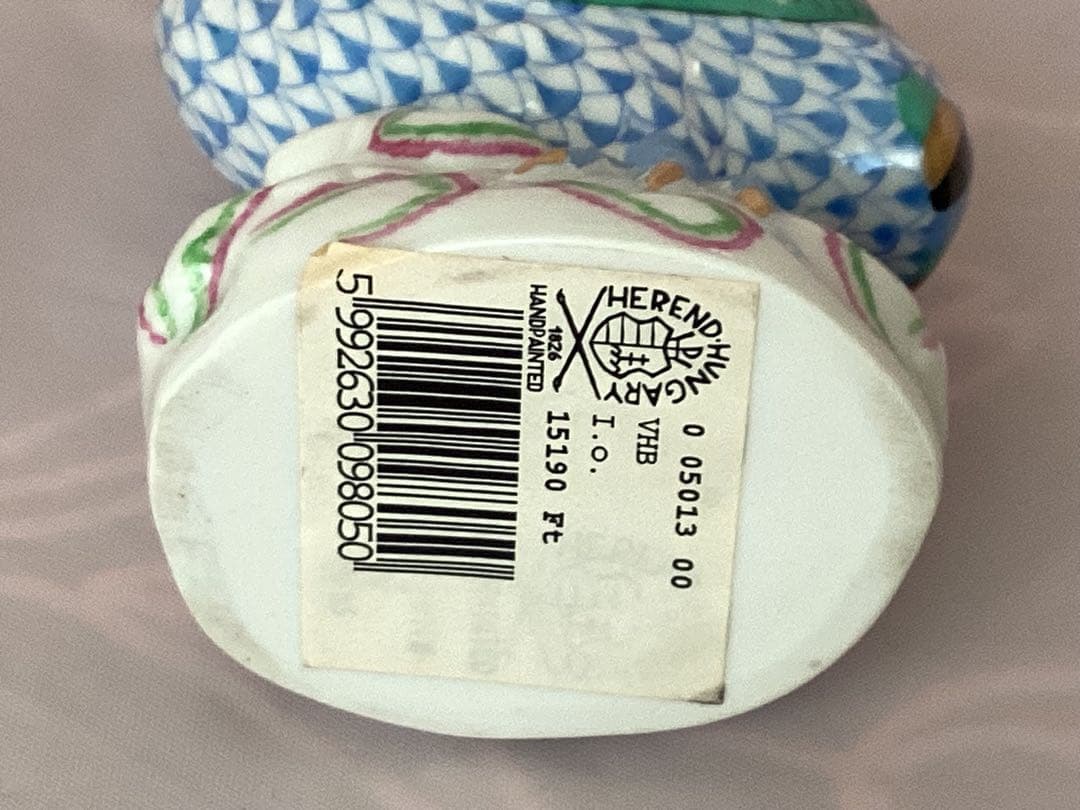 HEREND·HUNGARY
1826
HANDPAINTED
0 05013 00
VHB
I.o.
15190 Ft
5 992630 098050